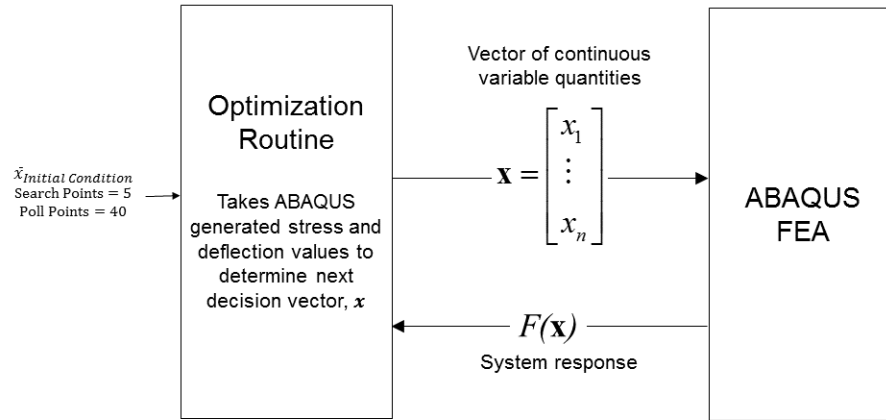 x̄Initial Condition
Search Points = 5
Poll Points = 40
Optimization
Routine
Takes ABAQUS
generated stress and
deflection values to
determine next
decision vector, x
Vector of continuous
variable quantities
x =
x1
⋮
xn
F(x)
System response
ABAQUS
FEA